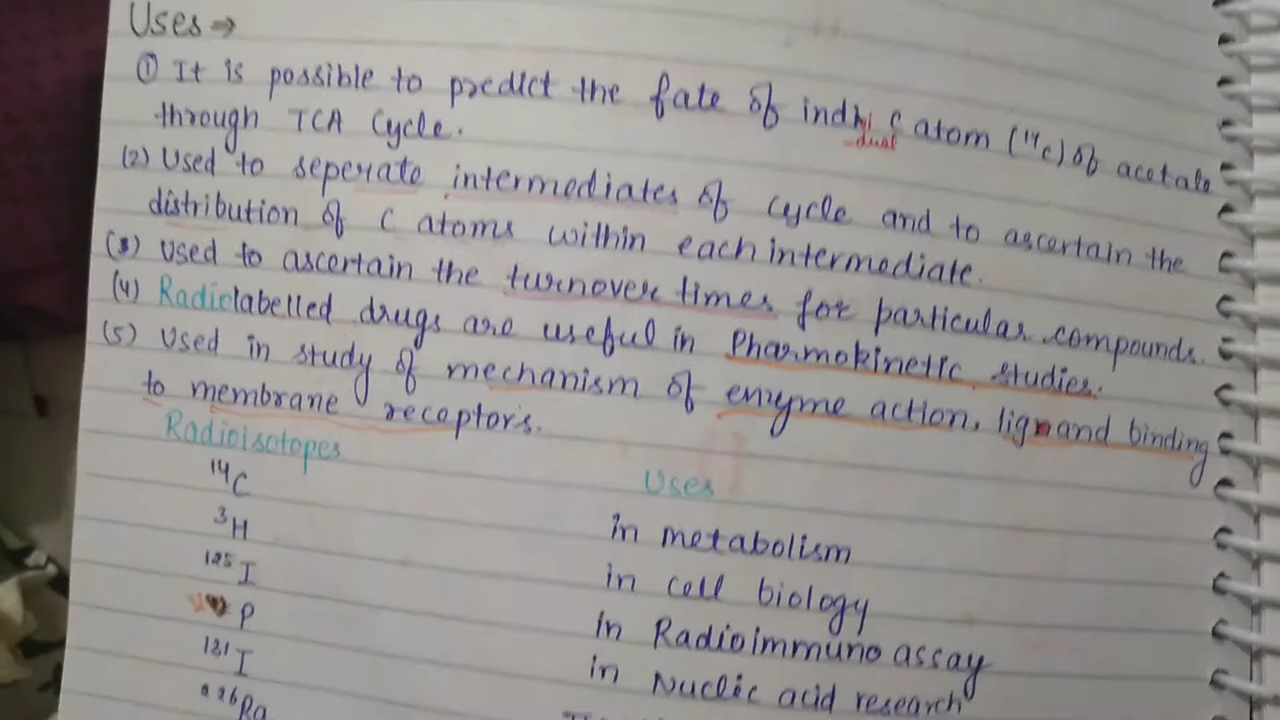 Uses →
① It is possible to predict the fate of individual C atom (¹⁴C) of acetate
through TCA Cycle.
(2) Used to seperate intermediates of cycle and to ascertain the
distribution of C atoms within each intermediate.
(3) Used to ascertain the turnover times for particular compounds.
(4) Radiolabelled drugs are useful in Pharmokinetic studies.
(5) Used in study of mechanism of enzyme action, lignand binding
to membrane receptors.
Radioisotopes Uses
¹⁴C in metabolism
³H in cell biology
¹²⁵I in Radioimmuno assay
P in Nucleic acid research
¹³¹I
²²⁶Ra